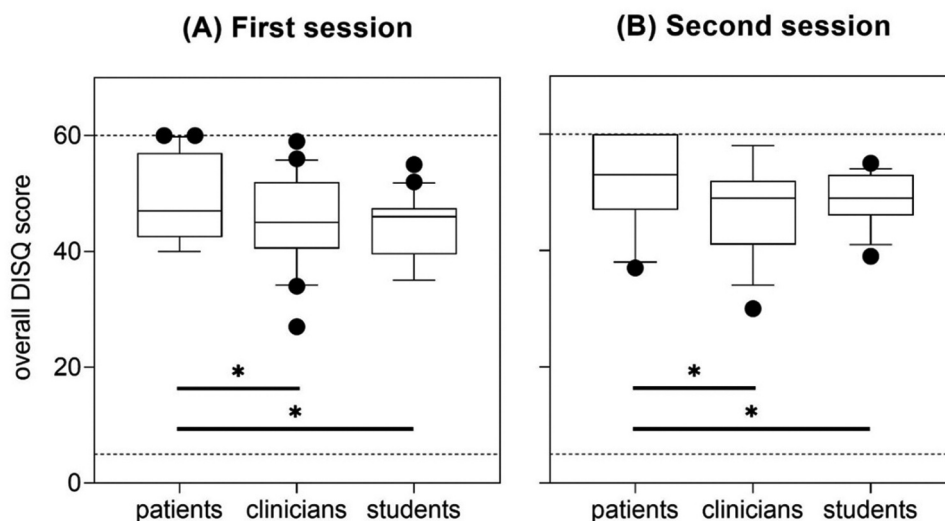 (A) First session
(B) Second session
overall DISQ score
60
40
20
0
*
*
*
*
patients clinicians students
patients clinicians students